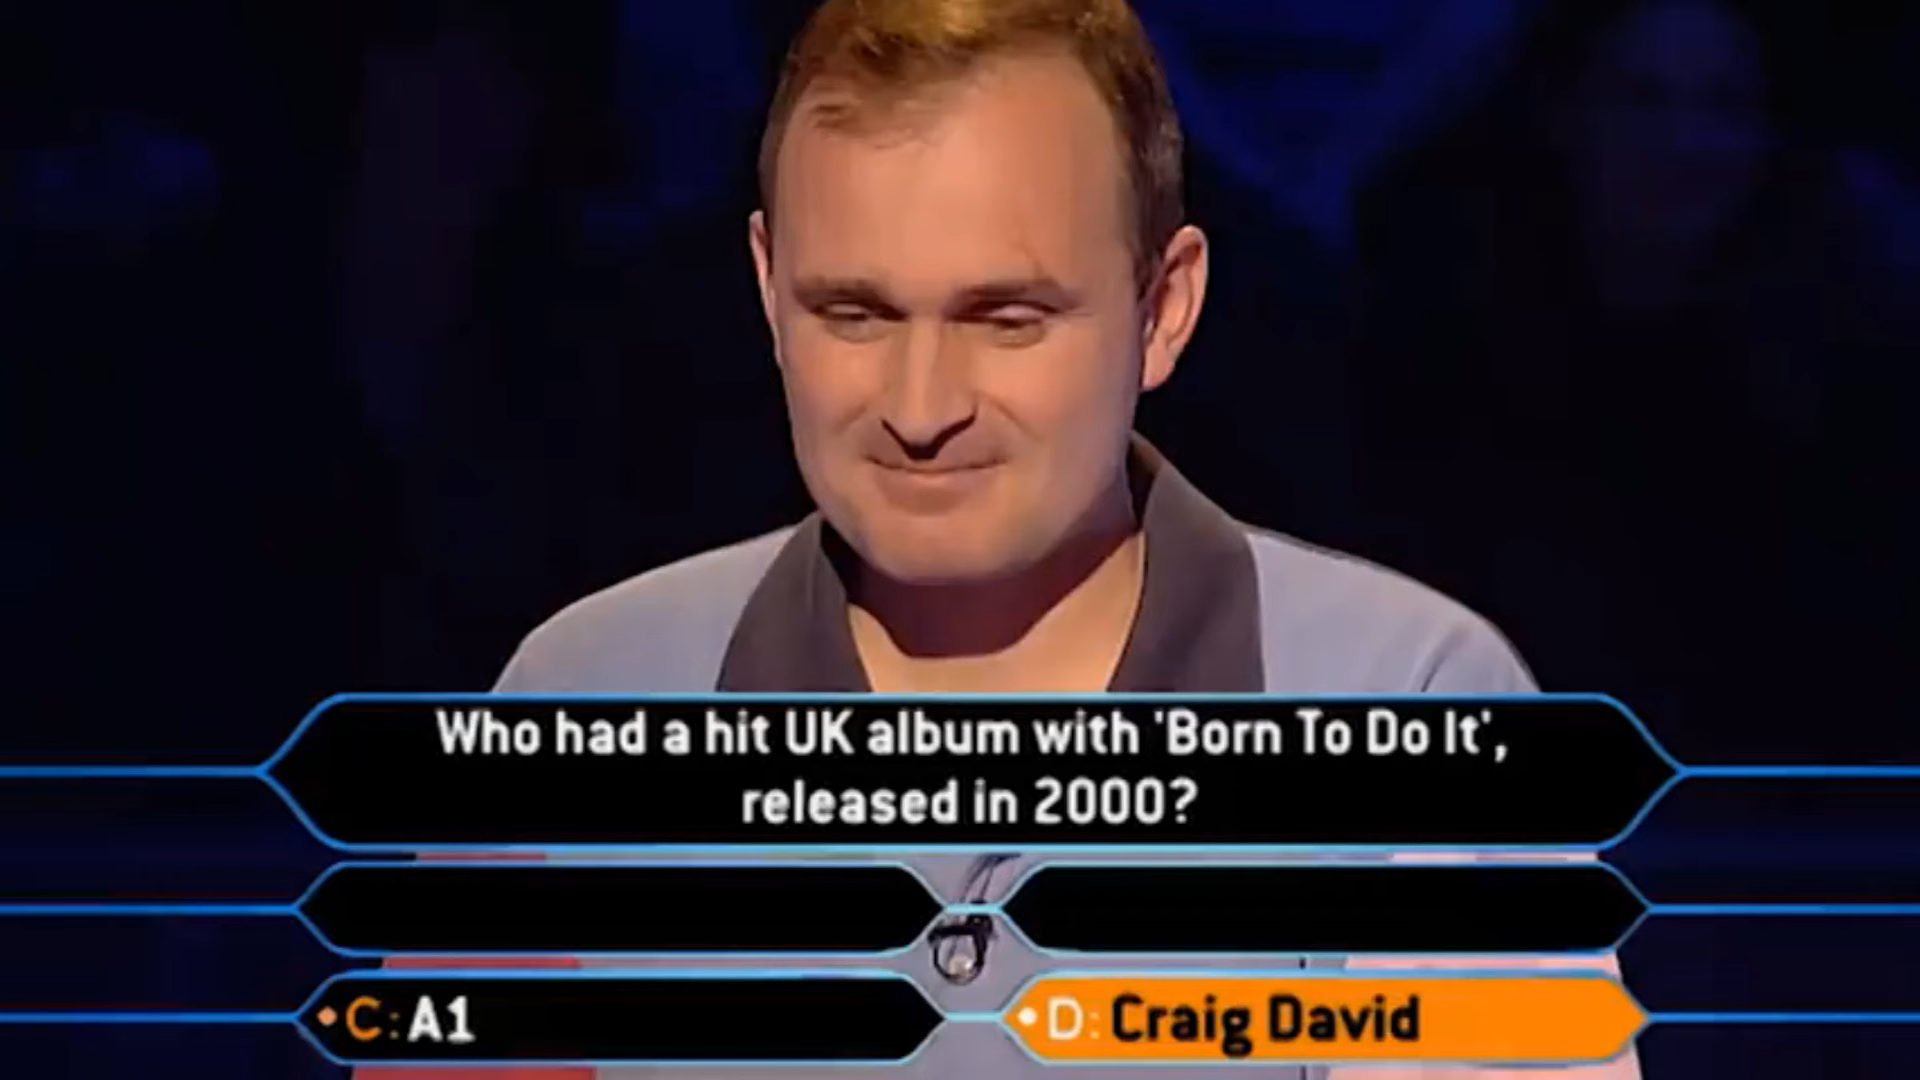 Who had a hit UK album with 'Born To Do It',
released in 2000?
C: A1
D: Craig David